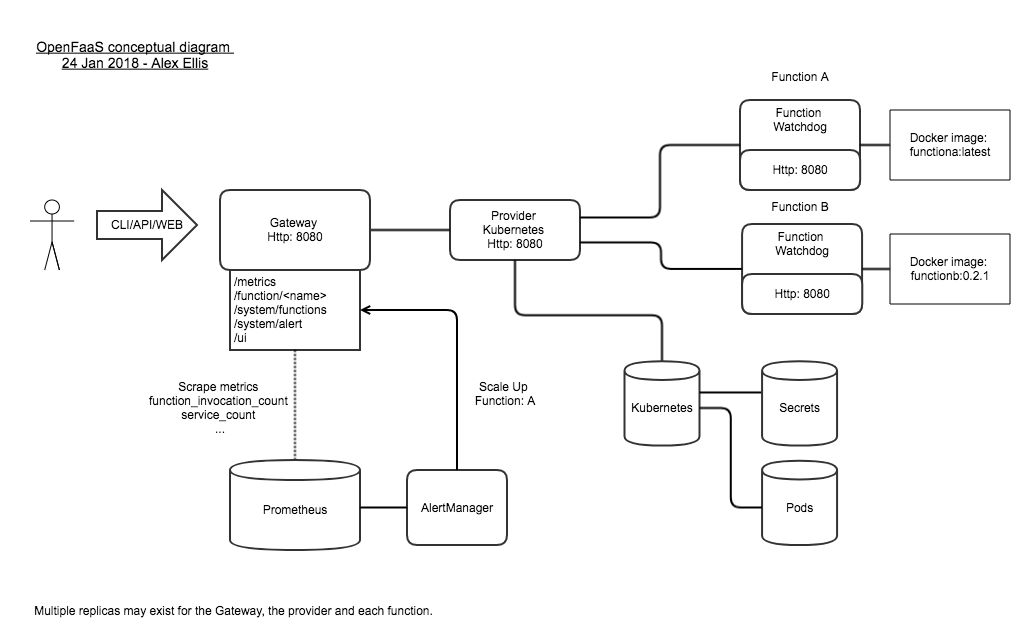 OpenFaaS conceptual diagram
24 Jan 2018 - Alex Ellis
CLI/API/WEB
Gateway
Http: 8080
/metrics
/function/<name>
/system/functions
/system/alert
/ui
Scrape metrics
function_invocation_count
service_count
...
Prometheus
AlertManager
Scale Up
Function: A
Provider
Kubernetes
Http: 8080
Function A
Function
Watchdog
Http: 8080
Docker image:
functiona:latest
Function B
Function
Watchdog
Http: 8080
Docker image:
functionb:0.2.1
Kubernetes
Secrets
Pods
Multiple replicas may exist for the Gateway, the provider and each function.